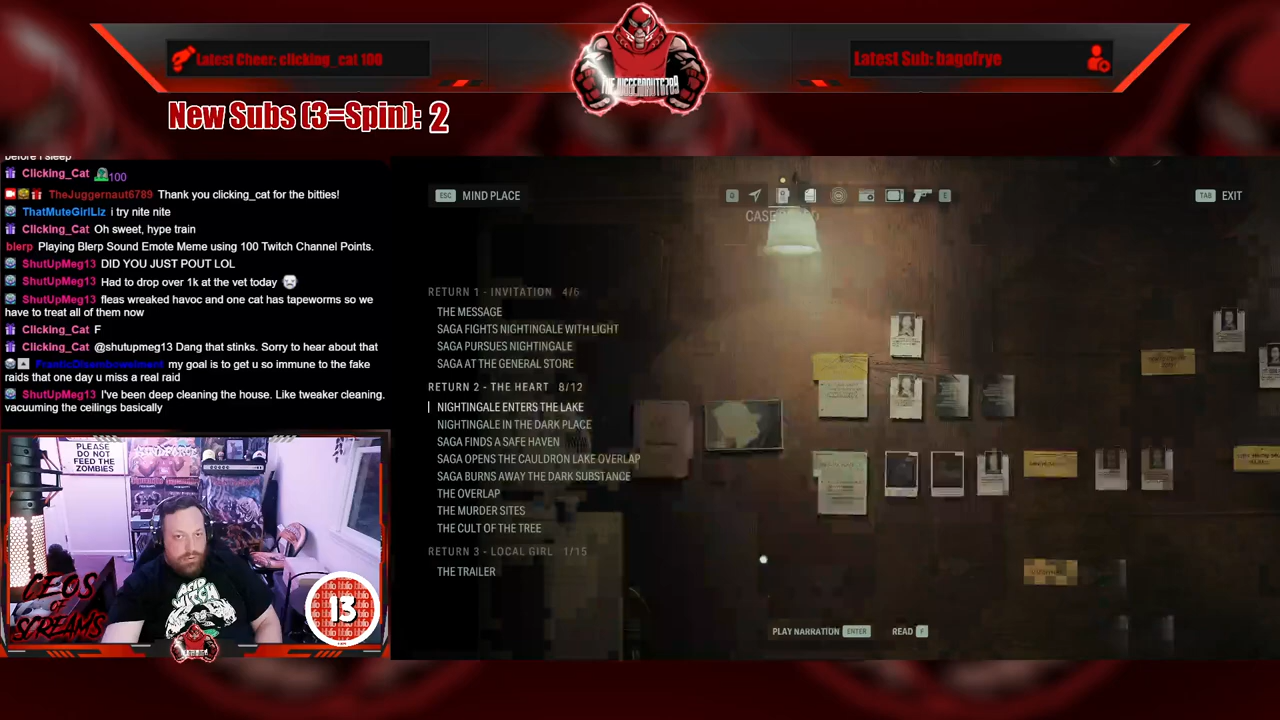 Latest Cheer: clicking_cat 100
THEJUGGERNAUT6789
Latest Sub: bagofrye
New Subs (3=Spin): 2
before I sleep
Clicking_Cat 100
TheJuggernaut6789 Thank you clicking_cat for the bitties!
ThatMuteGirlLiz i try nite nite
Clicking_Cat Oh sweet, hype train
blerp Playing Blerp Sound Emote Meme using 100 Twitch Channel Points.
ShutUpMeg13 DID YOU JUST POUT LOL
ShutUpMeg13 Had to drop over 1k at the vet today
ShutUpMeg13 fleas wreaked havoc and one cat has tapeworms so we
have to treat all of them now
Clicking_Cat F
Clicking_Cat @shutupmeg13 Dang that stinks. Sorry to hear about that
my goal is to get u so immune to the fake
raids that one day u miss a real raid
ShutUpMeg13 I've been deep cleaning the house. Like tweaker cleaning.
vacuuming the ceilings basically
PLEASE
DO NOT
FEED THE
ZOMBIES
CEOS
OF
SCREAMS
ACID
WITCH
13
ESC MIND PLACE
Q
E
TAB EXIT
CASE BOARD
RETURN 1 - INVITATION 4/6
THE MESSAGE
SAGA FIGHTS NIGHTINGALE WITH LIGHT
SAGA PURSUES NIGHTINGALE
SAGA AT THE GENERAL STORE
RETURN 2 - THE HEART 8/12
NIGHTINGALE ENTERS THE LAKE
NIGHTINGALE IN THE DARK PLACE
SAGA FINDS A SAFE HAVEN
SAGA OPENS THE CAULDRON LAKE OVERLAP
SAGA BURNS AWAY THE DARK SUBSTANCE
THE OVERLAP
THE MURDER SITES
THE CULT OF THE TREE
RETURN 3 - LOCAL GIRL 1/15
THE TRAILER
PLAY NARRATION ENTER
READ F